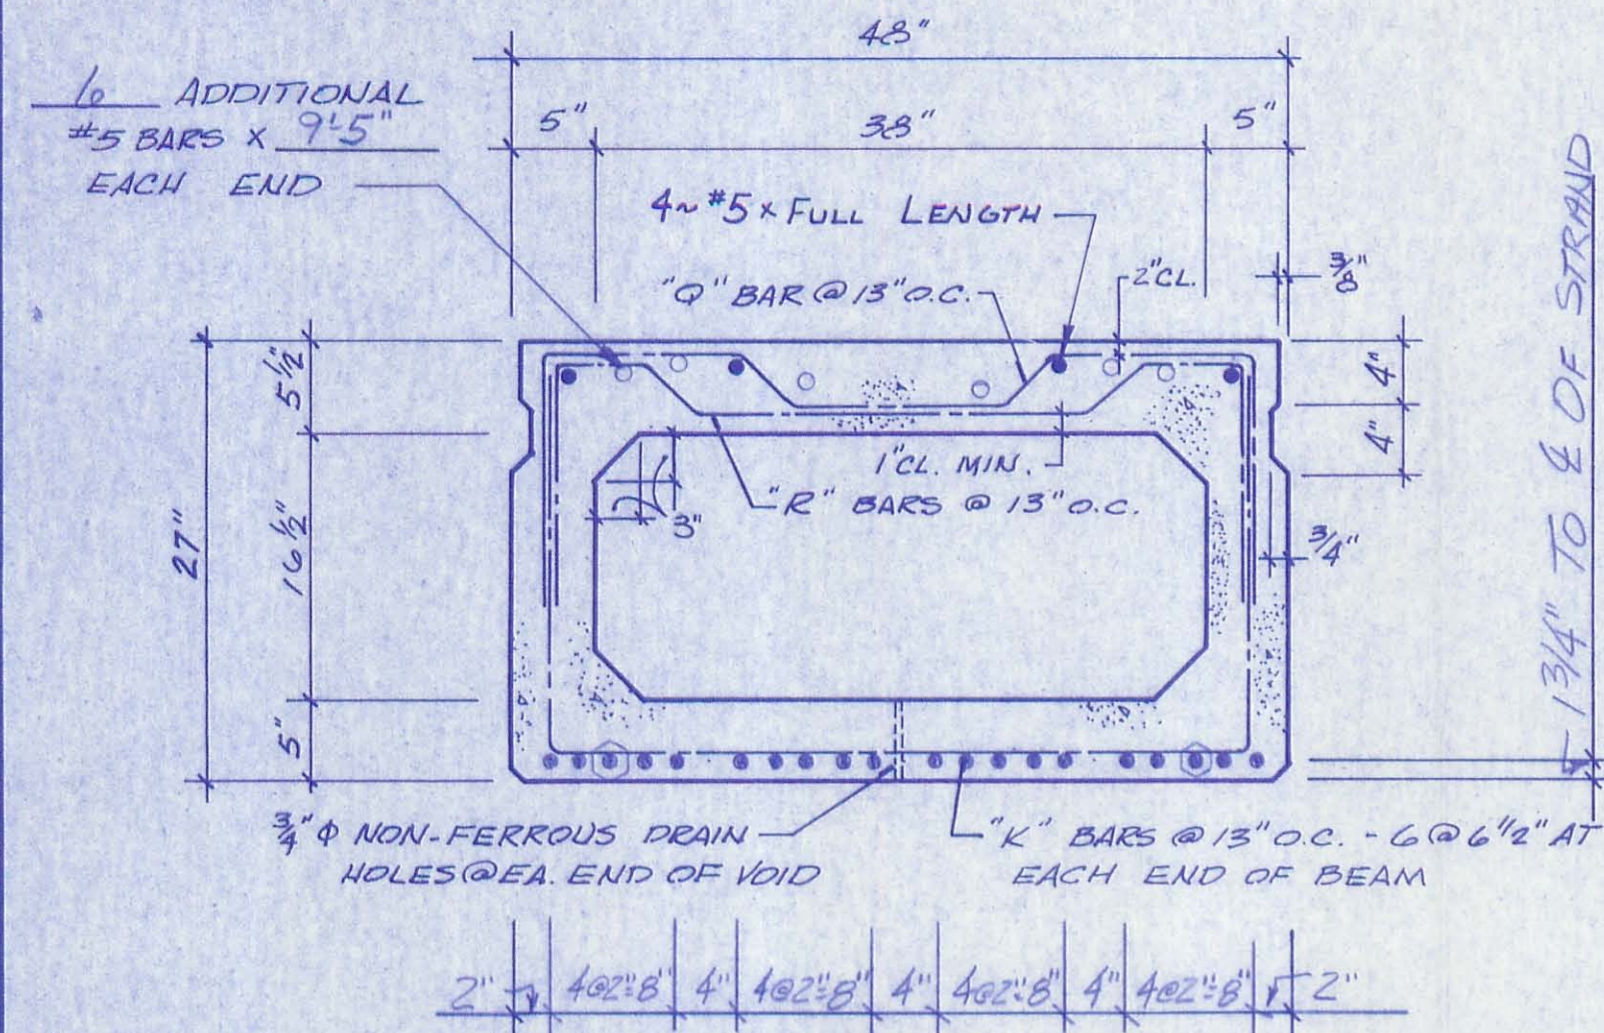 48"
6 ADDITIONAL
#5 BARS x 9'-5"
EACH END
5"
38"
5"
4~#5 x FULL LENGTH
"Q" BAR @ 13" O.C.
2" CL.
3/8"
27"
5 1/2"
16 1/2"
5"
4"
4"
1" CL. MIN.
"R" BARS @ 13" O.C.
3"
3/4"
1 3/4" TO ℄ OF STRAND
3/4" Φ NON-FERROUS DRAIN
HOLES @ EA. END OF VOID
"K" BARS @ 13" O.C. - 6 @ 6 1/2" AT
EACH END OF BEAM
2" 4@2"=8" 4" 4@2"=8" 4" 4@2"=8" 4" 4@2"=8" 2"